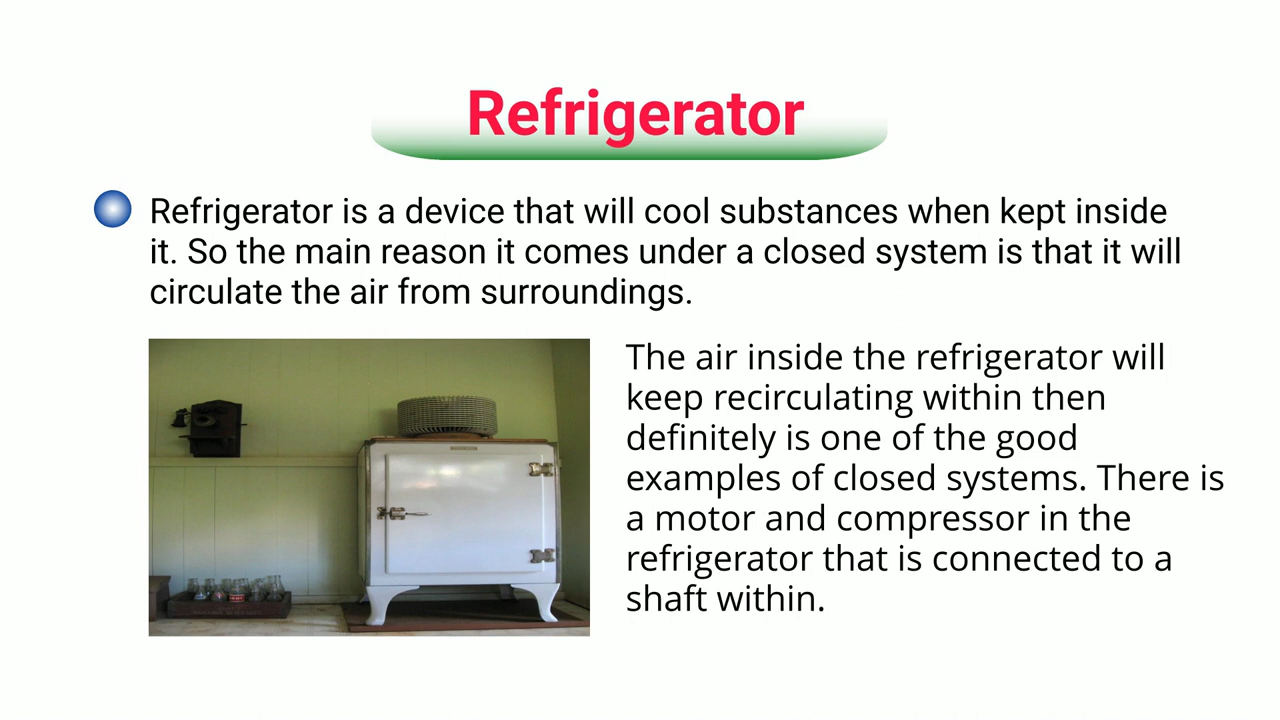 Refrigerator
Refrigerator is a device that will cool substances when kept inside
it. So the main reason it comes under a closed system is that it will
circulate the air from surroundings.
The air inside the refrigerator will
keep recirculating within then
definitely is one of the good
examples of closed systems. There is
a motor and compressor in the
refrigerator that is connected to a
shaft within.